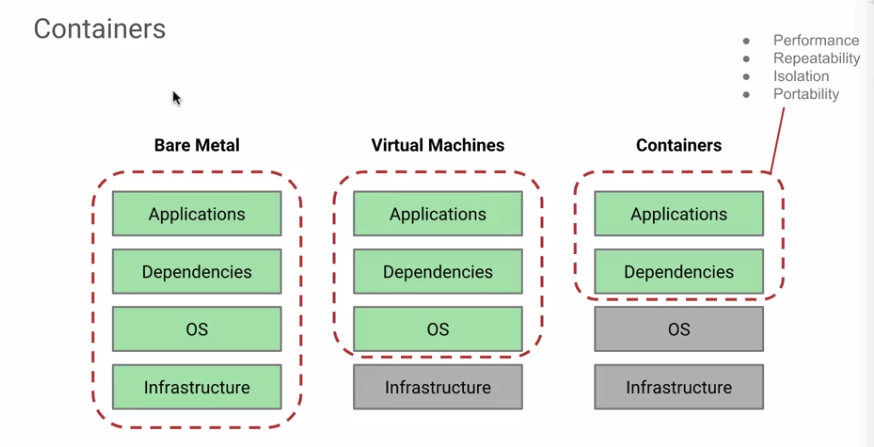 Containers
Performance
Repeatability
Isolation
Portability
Bare Metal
Applications
Dependencies
OS
Infrastructure
Virtual Machines
Applications
Dependencies
OS
Infrastructure
Containers
Applications
Dependencies
OS
Infrastructure